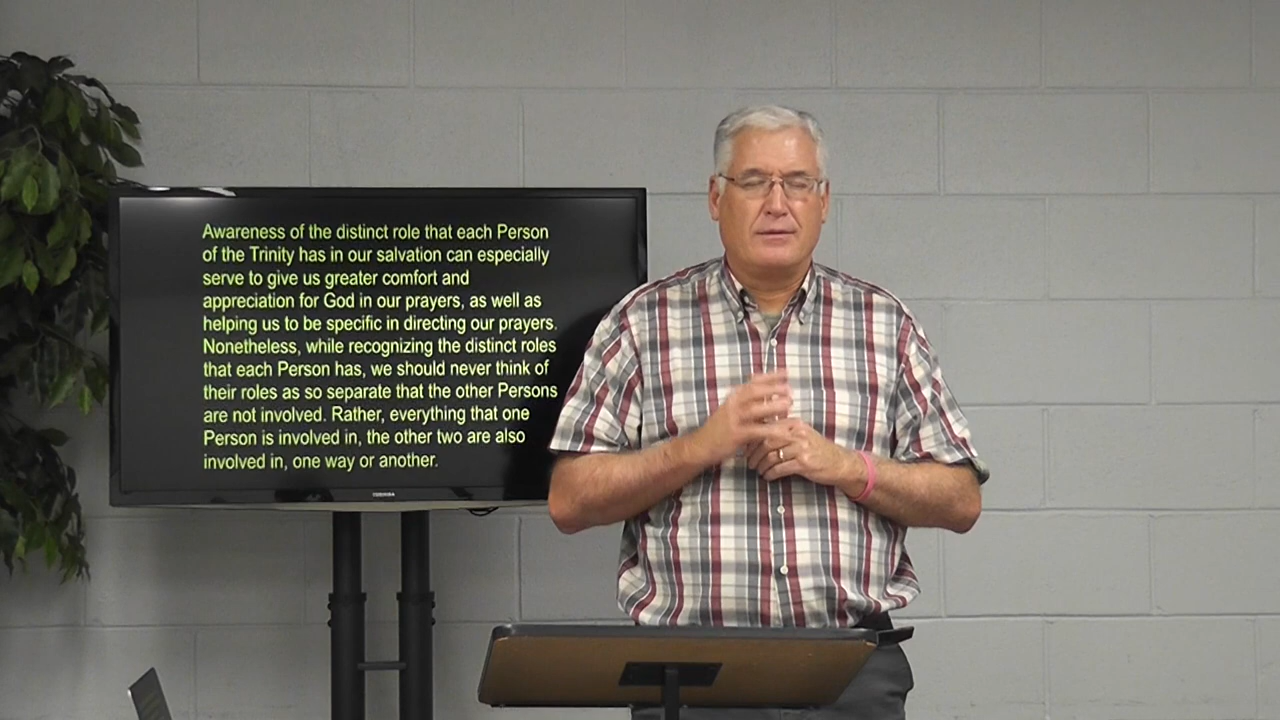 Awareness of the distinct role that each Person
of the Trinity has in our salvation can especially
serve to give us greater comfort and
appreciation for God in our prayers, as well as
helping us to be specific in directing our prayers.
Nonetheless, while recognizing the distinct roles
that each Person has, we should never think of
their roles as so separate that the other Persons
are not involved. Rather, everything that one
Person is involved in, the other two are also
involved in, one way or another.
TOSHIBA